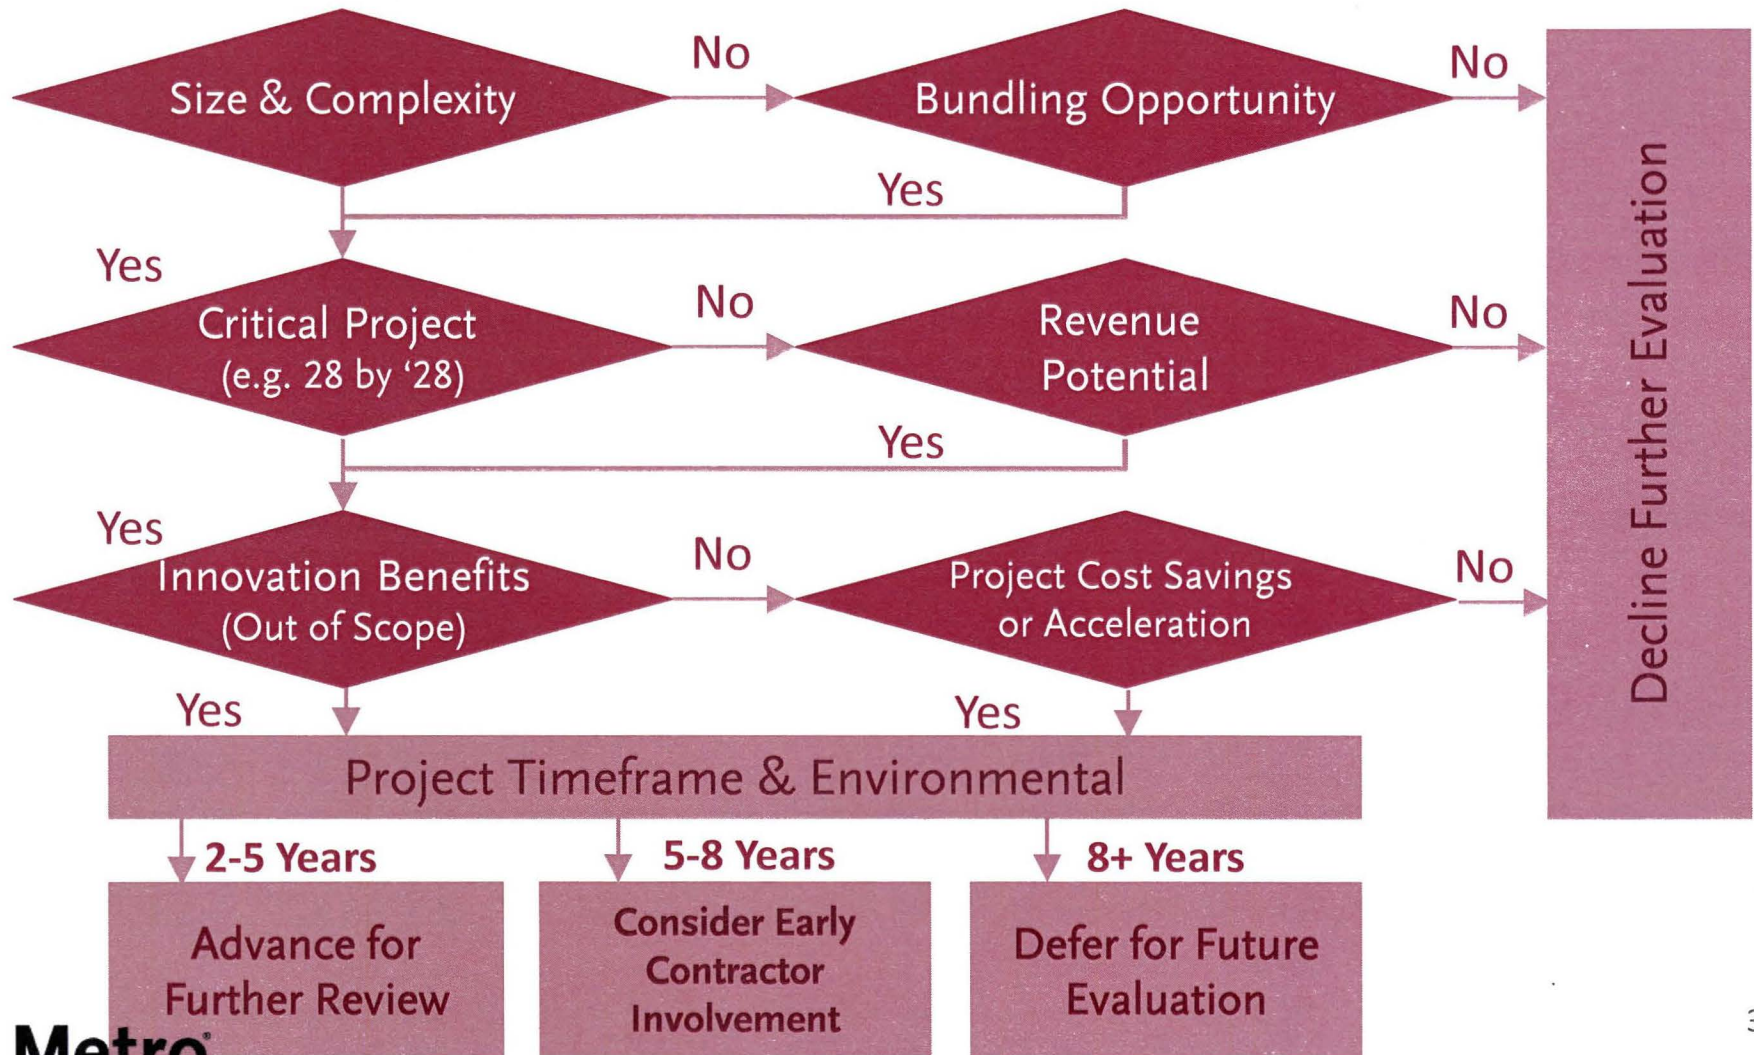 Size & Complexity
No
Bundling Opportunity
No
Yes
Yes
Critical Project
(e.g. 28 by ‘28)
No
Revenue
Potential
No
Yes
Yes
Innovation Benefits
(Out of Scope)
No
Project Cost Savings
or Acceleration
No
Decline Further Evaluation
Yes
Yes
Project Timeframe & Environmental
2-5 Years
5-8 Years
8+ Years
Advance for
Further Review
Consider Early
Contractor
Involvement
Defer for Future
Evaluation
Metro
3